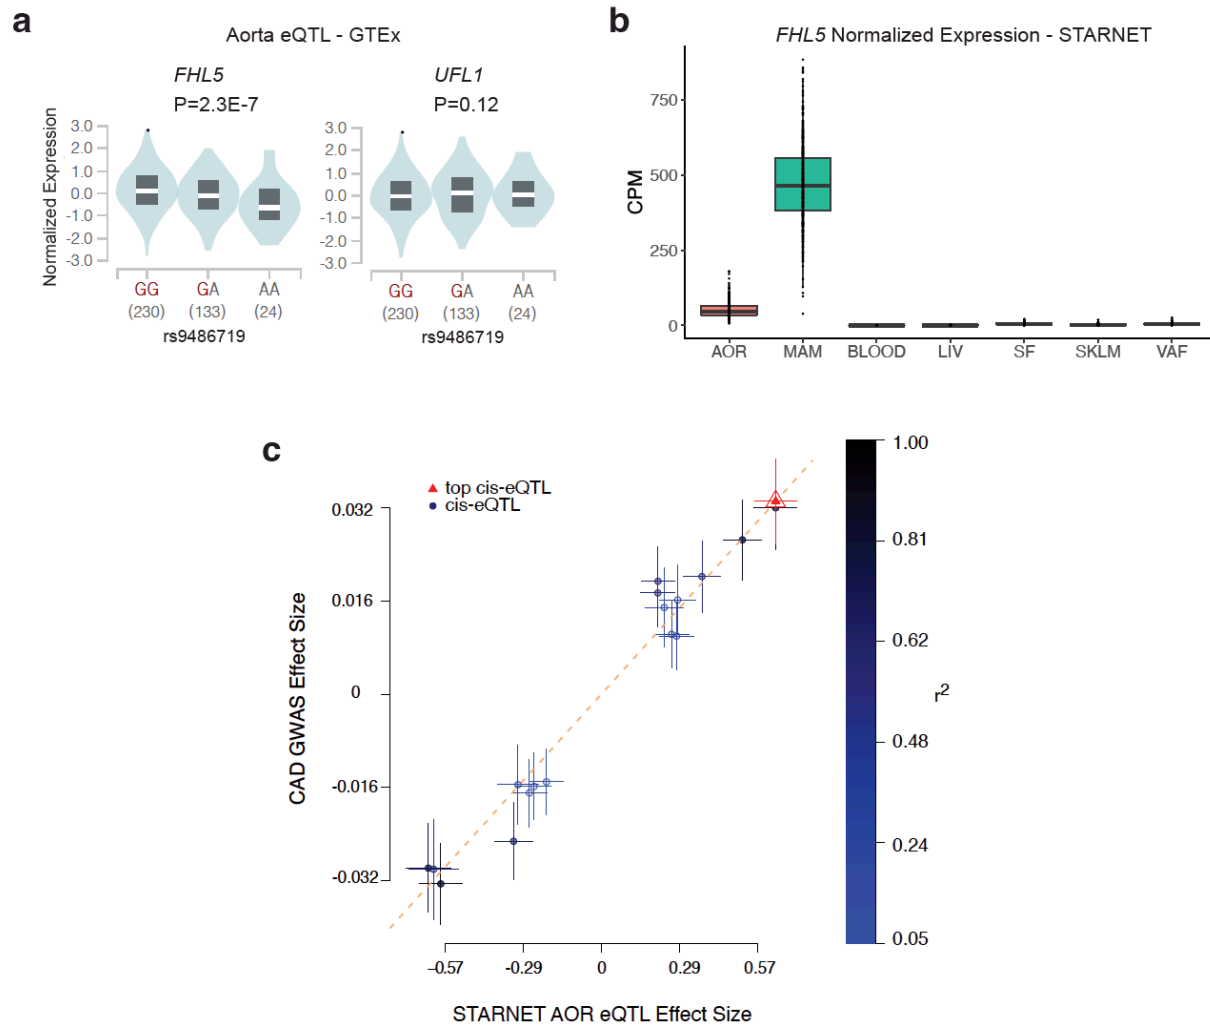 a
Aorta eQTL - GTEx
FHL5
P=2.3E-7
UFL1
P=0.12
Normalized Expression
3.0
2.0
1.0
0.0
-1.0
-2.0
-3.0
GG GA AA
(230) (133) (24)
rs9486719
3.0
2.0
1.0
0.0
-1.0
-2.0
-3.0
GG GA AA
(230) (133) (24)
rs9486719
b
FHL5 Normalized Expression - STARNET
CPM
750
500
250
0
AOR MAM BLOOD LIV SF SKLM VAF
c
top cis-eQTL
cis-eQTL
CAD GWAS Effect Size
0.032
0.016
0
-0.016
-0.032
-0.57 -0.29 0 0.29 0.57
STARNET AOR eQTL Effect Size
1.00
0.81
0.62
0.48
0.24
0.05
r²